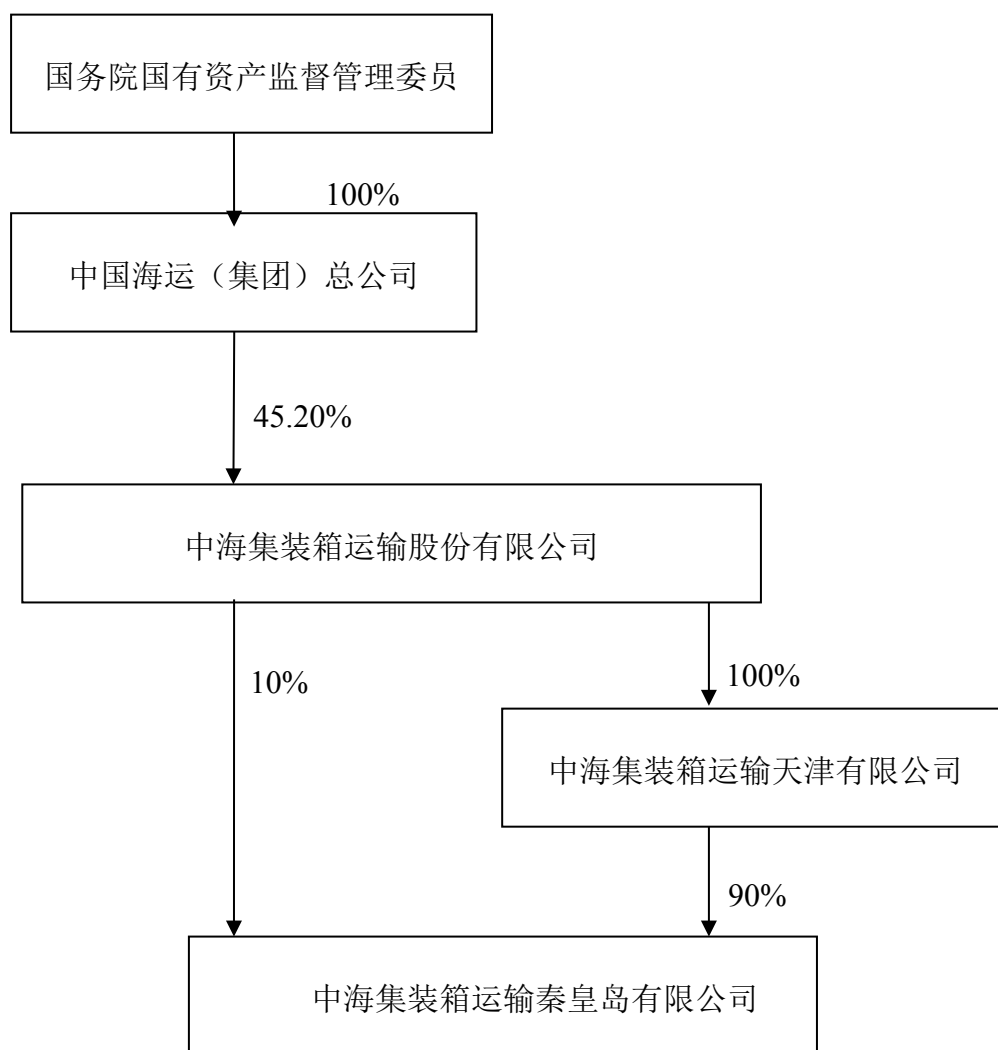 国务院国有资产监督管理委员
100%
中国海运（集团）总公司
45.20%
中海集装箱运输股份有限公司
10%
100%
中海集装箱运输天津有限公司
90%
中海集装箱运输秦皇岛有限公司